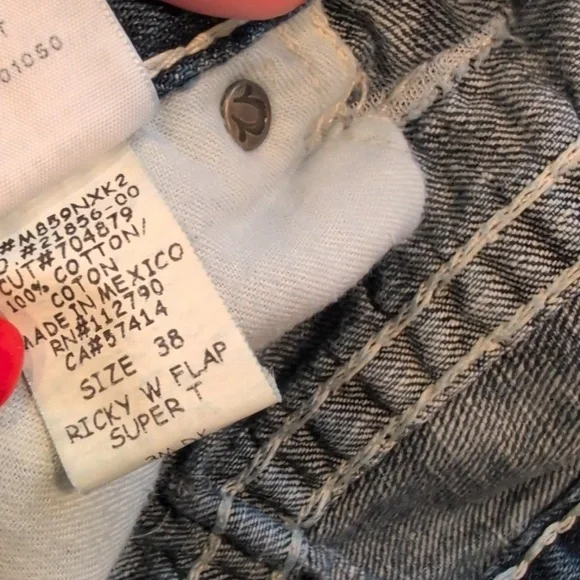 T
01050
#M859NXK2
.#21856-00
CUT#704879
100% COTTON/
COTON
MADE IN MEXICO
RN#112790
CA#57414
SIZE 38
RICKY W FLAP
SUPER T